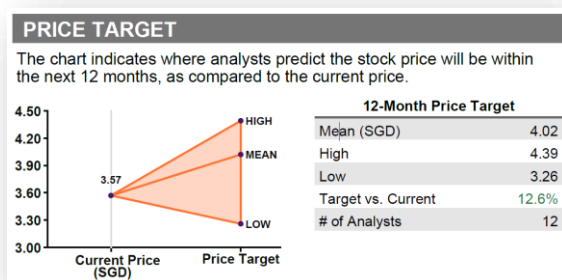 PRICE TARGET
The chart indicates where analysts predict the stock price will be within
the next 12 months, as compared to the current price.
4.50
4.20
3.90
3.60
3.30
3.00
3.57
HIGH
MEAN
LOW
Current Price
(SGD)
Price Target
12-Month Price Target
Mean (SGD) 4.02
High 4.39
Low 3.26
Target vs. Current 12.6%
# of Analysts 12